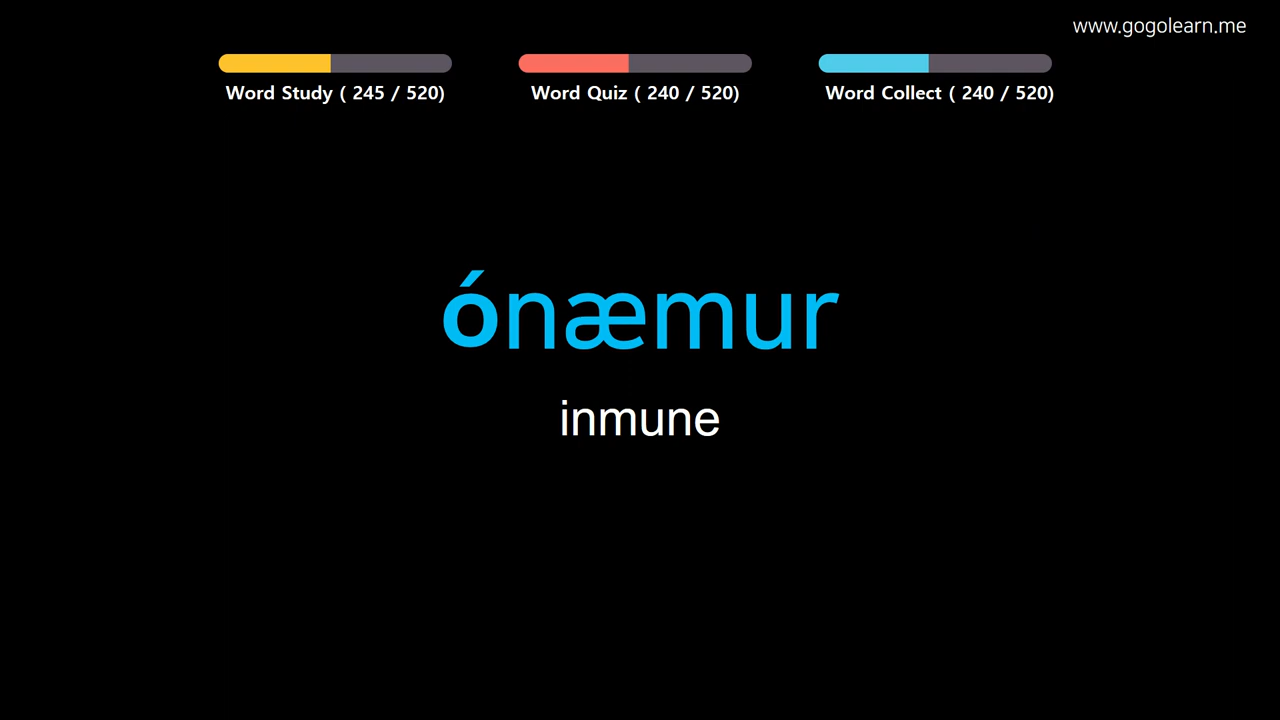 www.gogolearn.me
Word Study ( 245 / 520)
Word Quiz ( 240 / 520)
Word Collect ( 240 / 520)
ónæmur
inmune